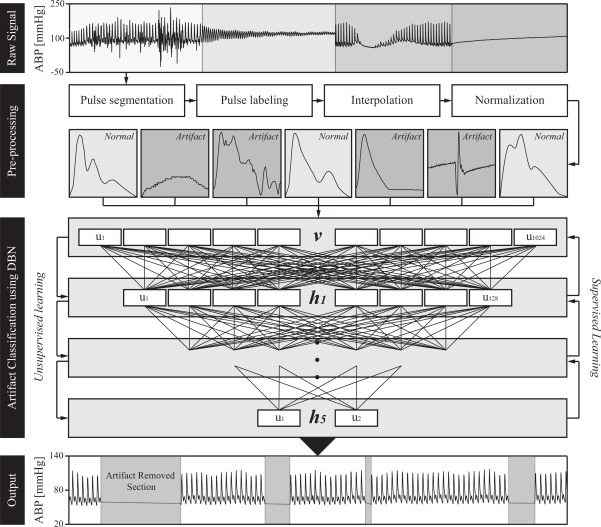 Raw Signal
ABP [mmHg]
250
100
-50
Pre-processing
Pulse segmentation
Pulse labeling
Interpolation
Normalization
Normal
Artifact
Artifact
Normal
Artifact
Artifact
Normal
Artifact Classification using DBN
Unsupervised learning
Supervised Learning
u1
v
u1024
u1
h1
u128
u1
h5
u2
Output
ABP [mmHg]
140
80
20
Artifact Removed
Section